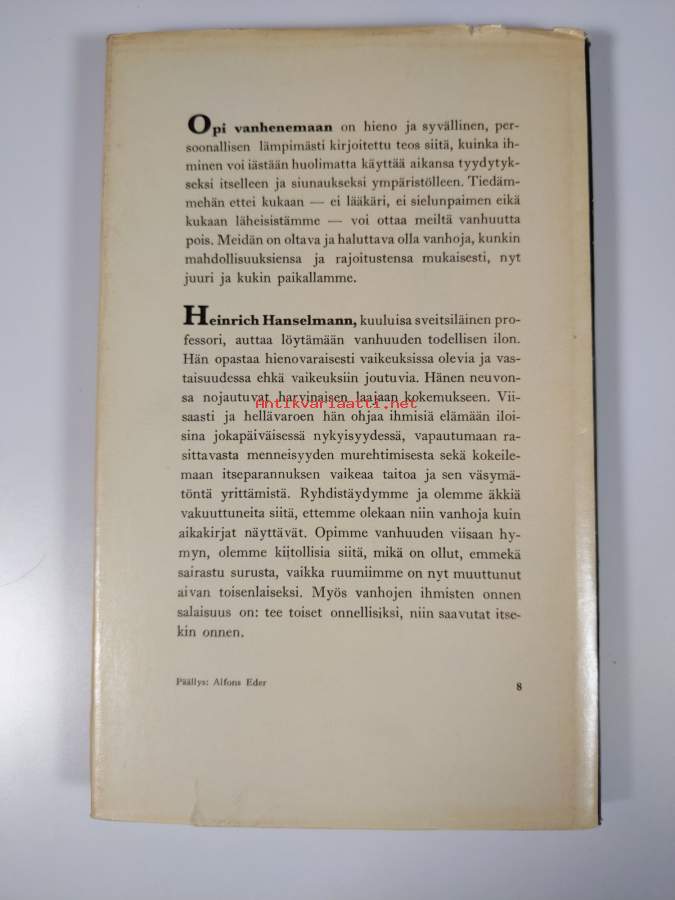 Opi vanhenemaan on hieno ja syvällinen, per-
soonallisen lämpimästi kirjoitettu teos siitä, kuinka ih-
minen voi iästään huolimatta käyttää aikansa tyydytyk-
seksi itselleen ja siunaukseksi ympäristölleen. Tiedäm-
mehän ettei kukaan — ei lääkäri, ei sielunpaimen eikä
kukaan läheisistämme — voi ottaa meiltä vanhuutta
pois. Meidän on oltava ja haluttava olla vanhoja, kunkin
mahdollisuuksiensa ja rajoitustensa mukaisesti, nyt
juuri ja kukin paikallamme.
Heinrich Hanselmann, kuuluisa sveitsiläinen pro-
fessori, auttaa löytämään vanhuuden todellisen ilon.
Hän opastaa hienovaraisesti vaikeuksissa olevia ja vas-
taisuudessa ehkä vaikeuksiin joutuvia. Hänen neuvon-
sa nojautuvat harvinaisen laajaan kokemukseen. Vii-
Antikvariaatti.net
saasti ja hellävaroen hän ohjaa ihmisiä elämään iloi-
sina jokapäiväisessä nykyisyydessä, vapautumaan ra-
sittavasta menneisyyden murehtimisesta sekä kokeile-
maan itseparannuksen vaikeaa taitoa ja sen väsymä-
töntä yrittämistä. Ryhdistäydymme ja olemme äkkiä
vakuuttuneita siitä, ettemme olekaan niin vanhoja kuin
aikakirjat näyttävät. Opimme vanhuuden viisaan hy-
myn, olemme kiitollisia siitä, mikä on ollut, emmekä
sairastu surusta, vaikka ruumiimme on nyt muuttunut
aivan toisenlaiseksi. Myös vanhojen ihmisten onnen
salaisuus on: tee toiset onnellisiksi, niin saavutat itse-
kin onnen.
Päällys: Alfons Eder
8